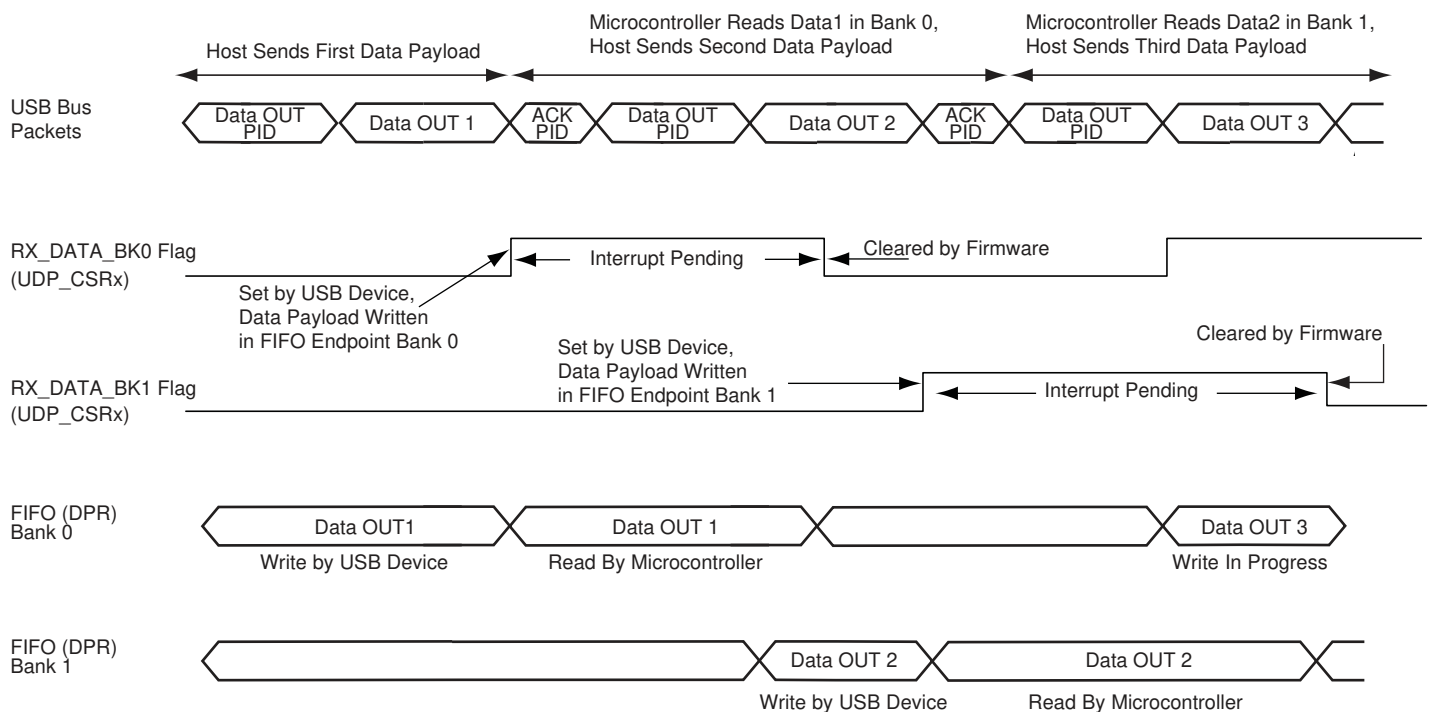 Host Sends First Data Payload
Microcontroller Reads Data1 in Bank 0,
Host Sends Second Data Payload
Microcontroller Reads Data2 in Bank 1,
Host Sends Third Data Payload
USB Bus
Packets
Data OUT
PID
Data OUT 1
ACK
PID
Data OUT
PID
Data OUT 2
ACK
PID
Data OUT
PID
Data OUT 3
RX_DATA_BK0 Flag
(UDP_CSRx)
Interrupt Pending
Cleared by Firmware
Set by USB Device,
Data Payload Written
in FIFO Endpoint Bank 0
RX_DATA_BK1 Flag
(UDP_CSRx)
Set by USB Device,
Data Payload Written
in FIFO Endpoint Bank 1
Interrupt Pending
Cleared by Firmware
FIFO (DPR)
Bank 0
Data OUT1
Data OUT 1
Data OUT 3
Write by USB Device
Read By Microcontroller
Write In Progress
FIFO (DPR)
Bank 1
Data OUT 2
Data OUT 2
Write by USB Device
Read By Microcontroller